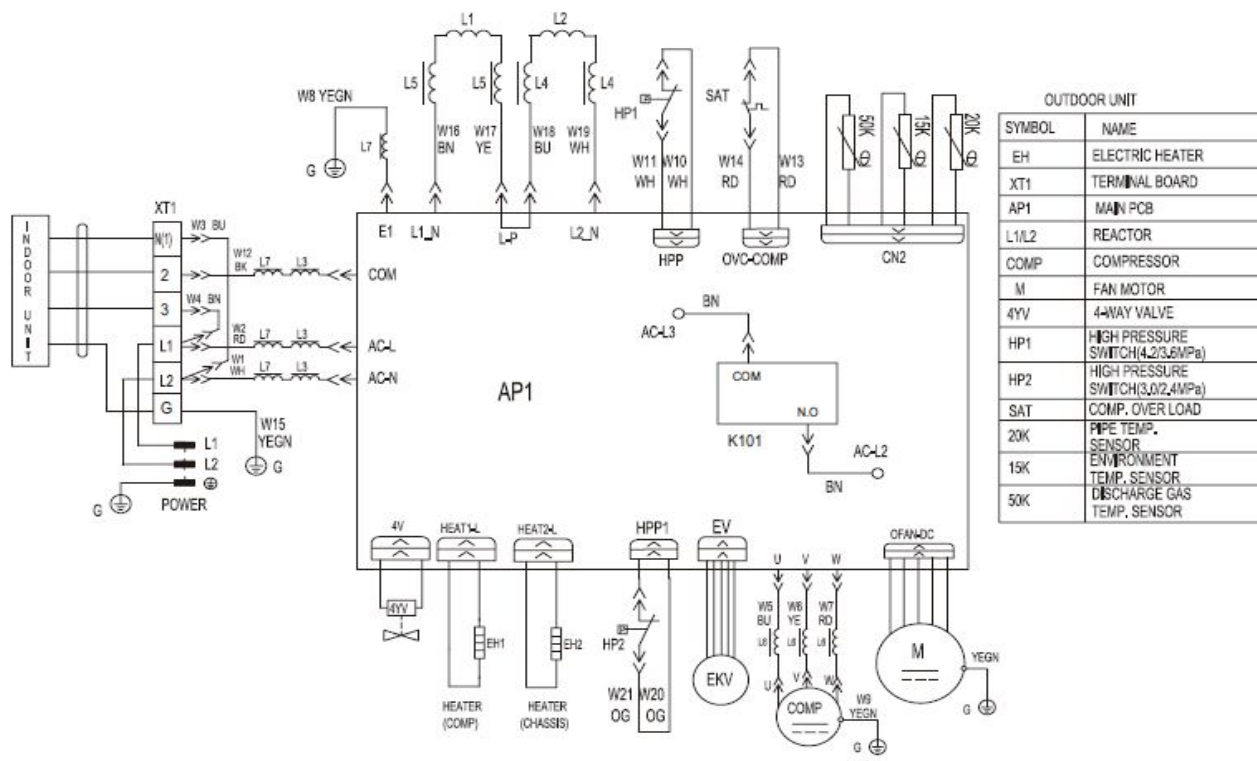 L1
L2
L5
L5
L4
L4
W8 YEGN
L7
G
W16
BN
W17
YE
W18
BU
W19
WH
HP1
W11
WH
W10
WH
SAT
W14
RD
W13
RD
50K
15K
20K
θ
θ
θ
E1
L1_N
L-P
L2_N
HPP
OVC-COMP
CN2
INDOOR UNIT
XT1
N(1)
2
3
L1
L2
G
W3 BU
W12
BK
L7
L3
COM
W4 BN
W2
RD
L7
L3
AC-L
W1
WH
L7
L3
AC-N
W15
YEGN
G
L1
L2
G
POWER
AP1
BN
AC-L3
COM
N.O
K101
AC-L2
BN
4V
HEAT1-L
HEAT2-L
HPP1
EV
U
V
W
OFAN-DC
4YV
EH1
EH2
HEATER
(COMP)
HEATER
(CHASSIS)
HP2
W21
OG
W20
OG
EKV
W5
BU
W6
YE
W7
RD
L6
L6
L6
U
V
W
COMP
W9
YEGN
G
M
YEGN
G
OUTDOOR UNIT
SYMBOL NAME
EH ELECTRIC HEATER
XT1 TERMINAL BOARD
AP1 MAIN PCB
L1/L2 REACTOR
COMP COMPRESSOR
M FAN MOTOR
4YV 4-WAY VALVE
HP1 HIGH PRESSURE
SWITCH(4.2/3.6MPa)
HP2 HIGH PRESSURE
SWITCH(3.0/2.4MPa)
SAT COMP. OVER LOAD
20K PIPE TEMP.
SENSOR
15K ENVIRONMENT
TEMP. SENSOR
50K DISCHARGE GAS
TEMP. SENSOR